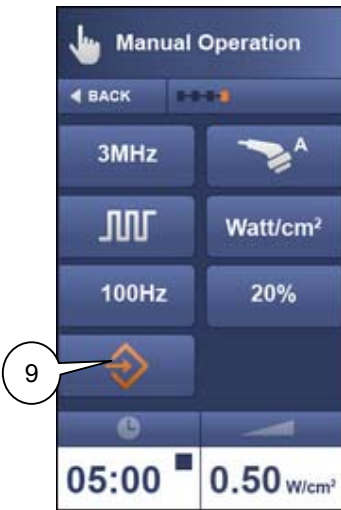 Manual Operation
BACK
3MHz
A
Watt/cm²
100Hz
20%
9
05:00
0.50 W/cm²